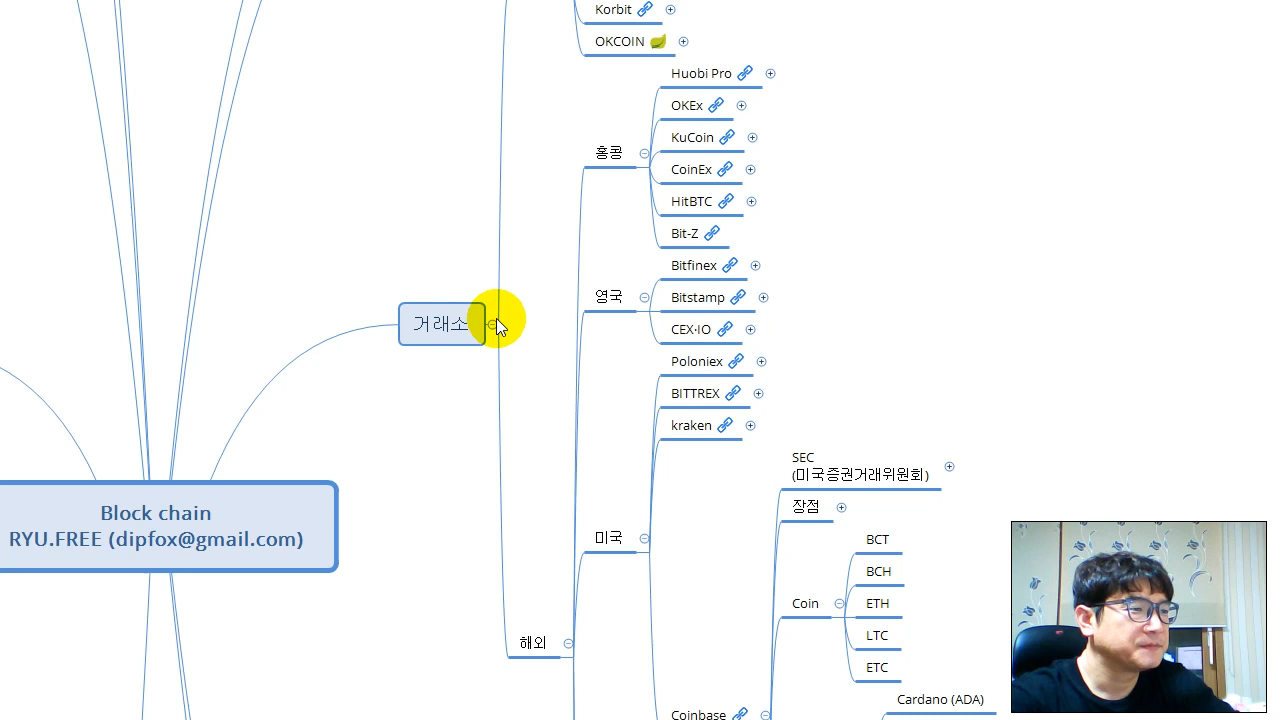 Korbit
OKCOIN
Huobi Pro
OKEx
KuCoin
홍콩
CoinEx
HitBTC
Bit-Z
Bitfinex
영국
Bitstamp
CEX·IO
거래소
Poloniex
BITTREX
kraken
SEC
(미국증권거래위원회)
장점
미국
BCT
BCH
Coin
ETH
LTC
ETC
해외
Cardano (ADA)
Coinbase
Block chain
RYU.FREE (dipfox@gmail.com)